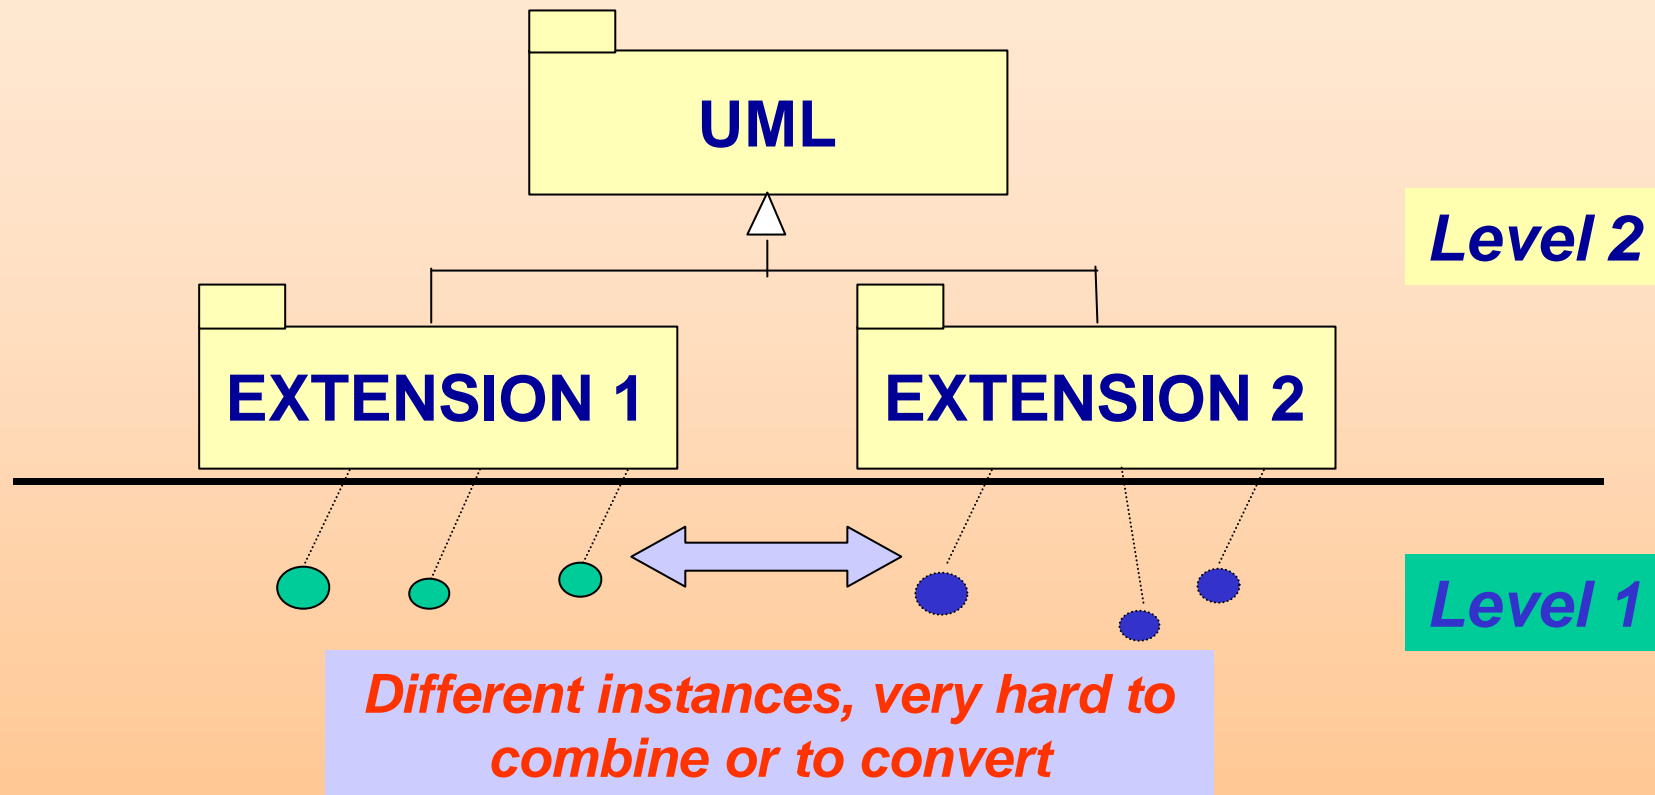 UML
Level 2
EXTENSION 1
EXTENSION 2
Level 1
Different instances, very hard to
combine or to convert